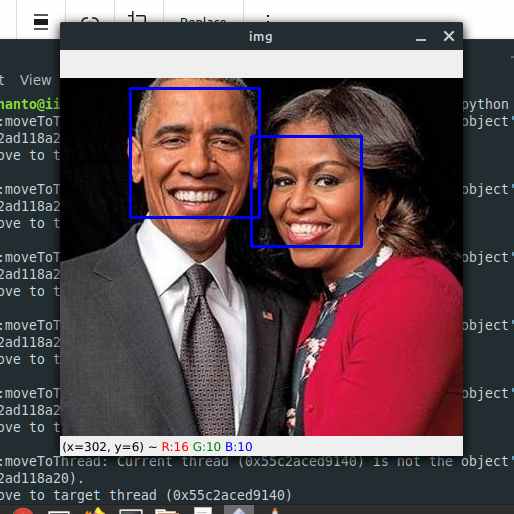 Replace
img
t View
nanto@ii
python
:moveToT
object"
2ad118a2
ove to t
:moveToT
object"
2ad118a2
ove to t
:moveToT
object"
2ad118a2
ove to t
:moveToT
object"
2ad118a2
ove to t
:moveToT
object"
2ad118a2
ove to t
(x=302, y=6) ~ R:16 G:10 B:10
:moveToThread: Current thread (0x55c2aced9140) is not the object"
2ad118a20).
ove to target thread (0x55c2aced9140)